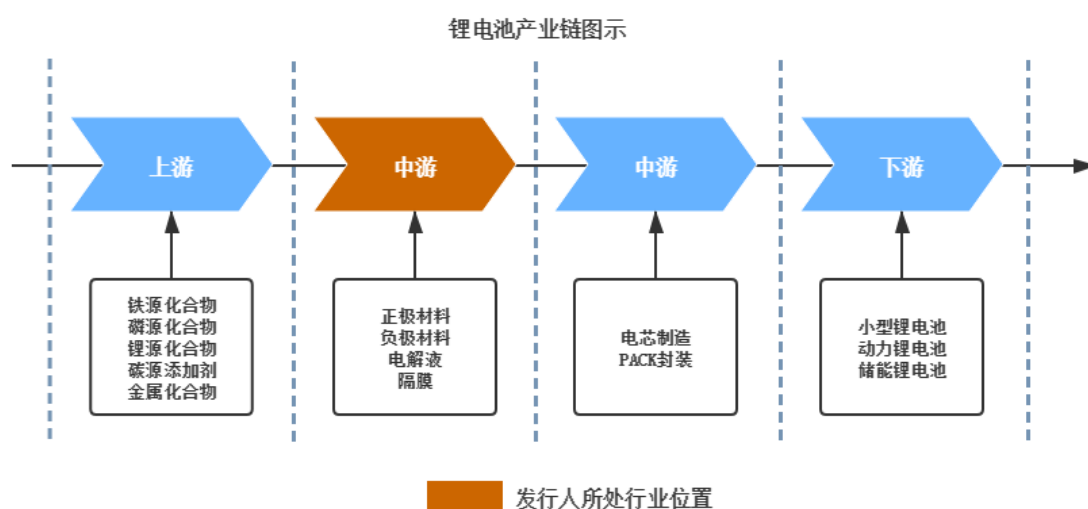 锂电池产业链图示
上游
中游
中游
下游
铁源化合物
磷源化合物
锂源化合物
碳源添加剂
金属化合物
正极材料
负极材料
电解液
隔膜
电芯制造
PACK封装
小型锂电池
动力锂电池
储能锂电池
发行人所处行业位置